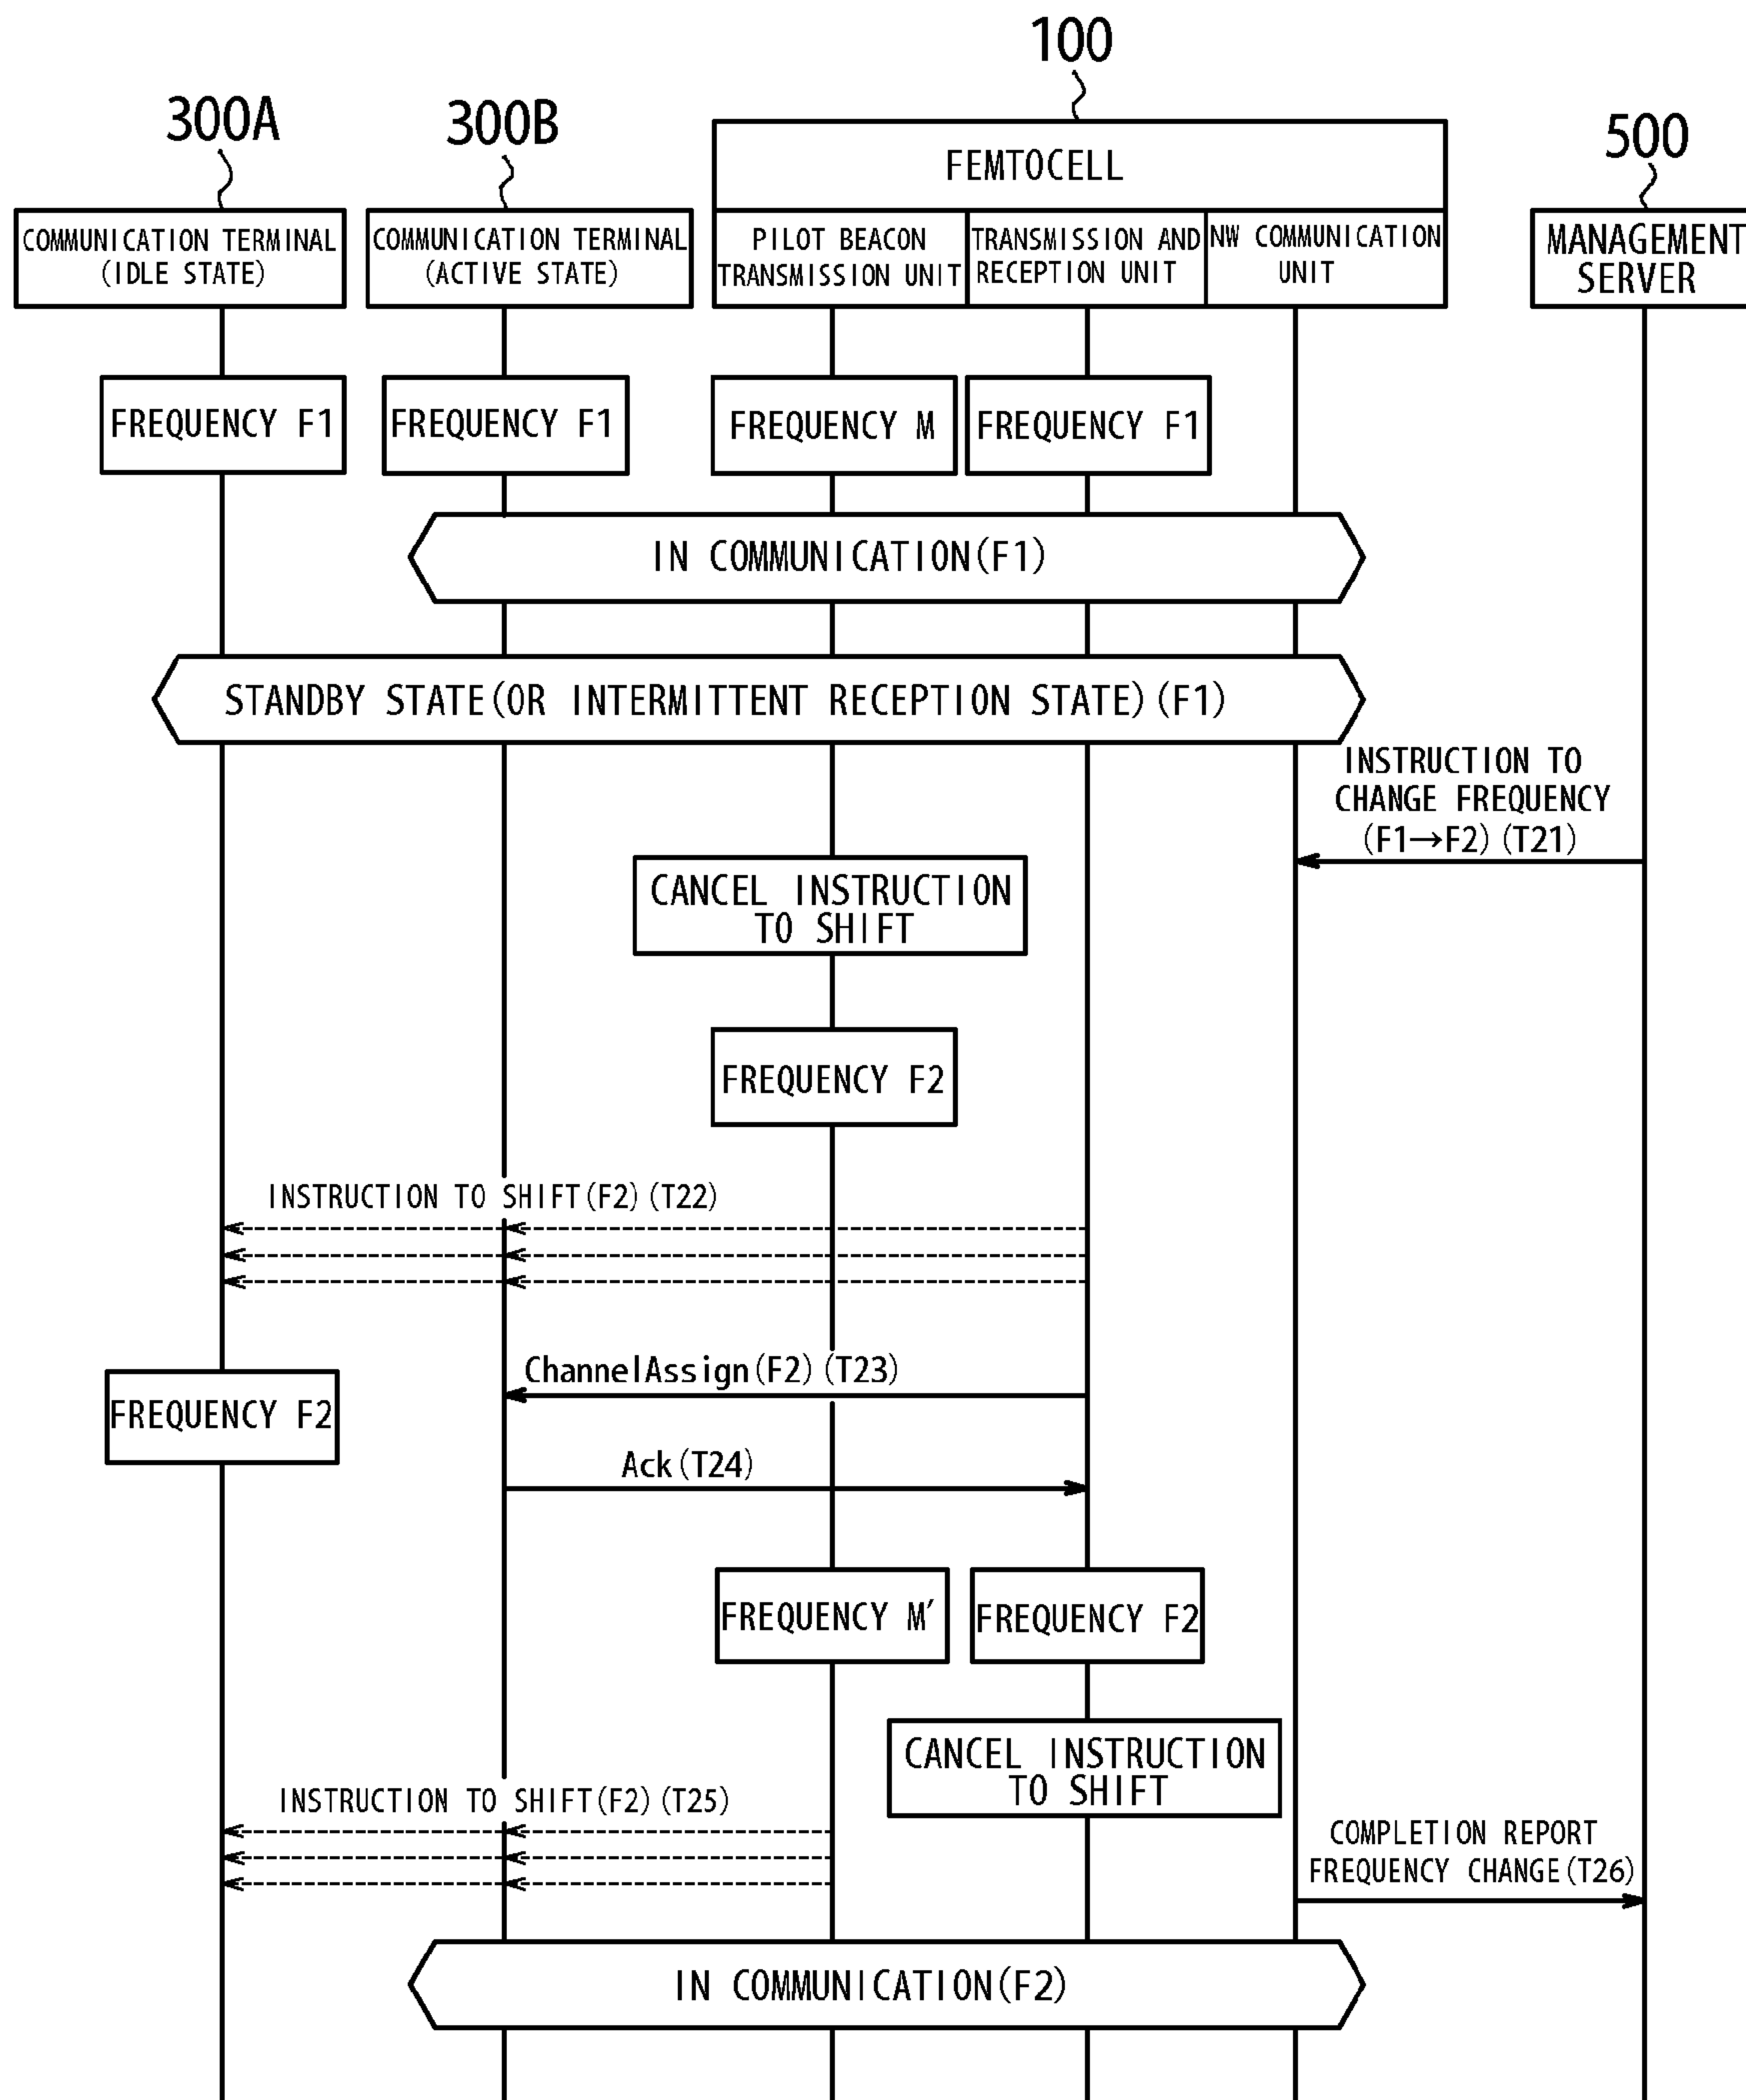 100
300A
300B
500
FEMTOCELL
COMMUNICATION TERMINAL
(IDLE STATE)
COMMUNICATION TERMINAL
(ACTIVE STATE)
PILOT BEACON
TRANSMISSION UNIT
TRANSMISSION AND
RECEPTION UNIT
NW COMMUNICATION
UNIT
MANAGEMENT
SERVER
FREQUENCY F1
FREQUENCY F1
FREQUENCY M
FREQUENCY F1
IN COMMUNICATION(F1)
STANDBY STATE(OR INTERMITTENT RECEPTION STATE)(F1)
INSTRUCTION TO
CHANGE FREQUENCY
(F1→F2)(T21)
CANCEL INSTRUCTION
TO SHIFT
FREQUENCY F2
INSTRUCTION TO SHIFT(F2)(T22)
ChannelAssign(F2)(T23)
FREQUENCY F2
Ack(T24)
FREQUENCY M′
FREQUENCY F2
CANCEL INSTRUCTION
TO SHIFT
INSTRUCTION TO SHIFT(F2)(T25)
COMPLETION REPORT
FREQUENCY CHANGE(T26)
IN COMMUNICATION(F2)